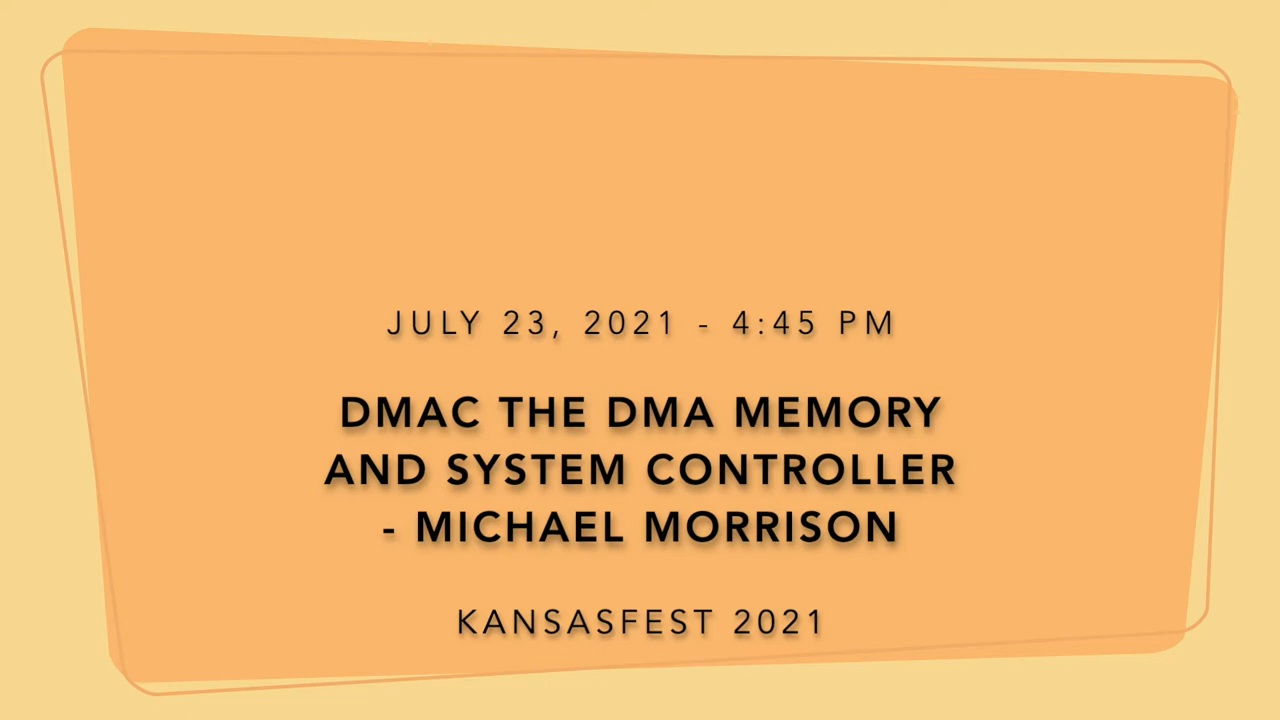 JULY 23, 2021 - 4:45 PM
DMAC THE DMA MEMORY
AND SYSTEM CONTROLLER
- MICHAEL MORRISON
KANSASFEST 2021